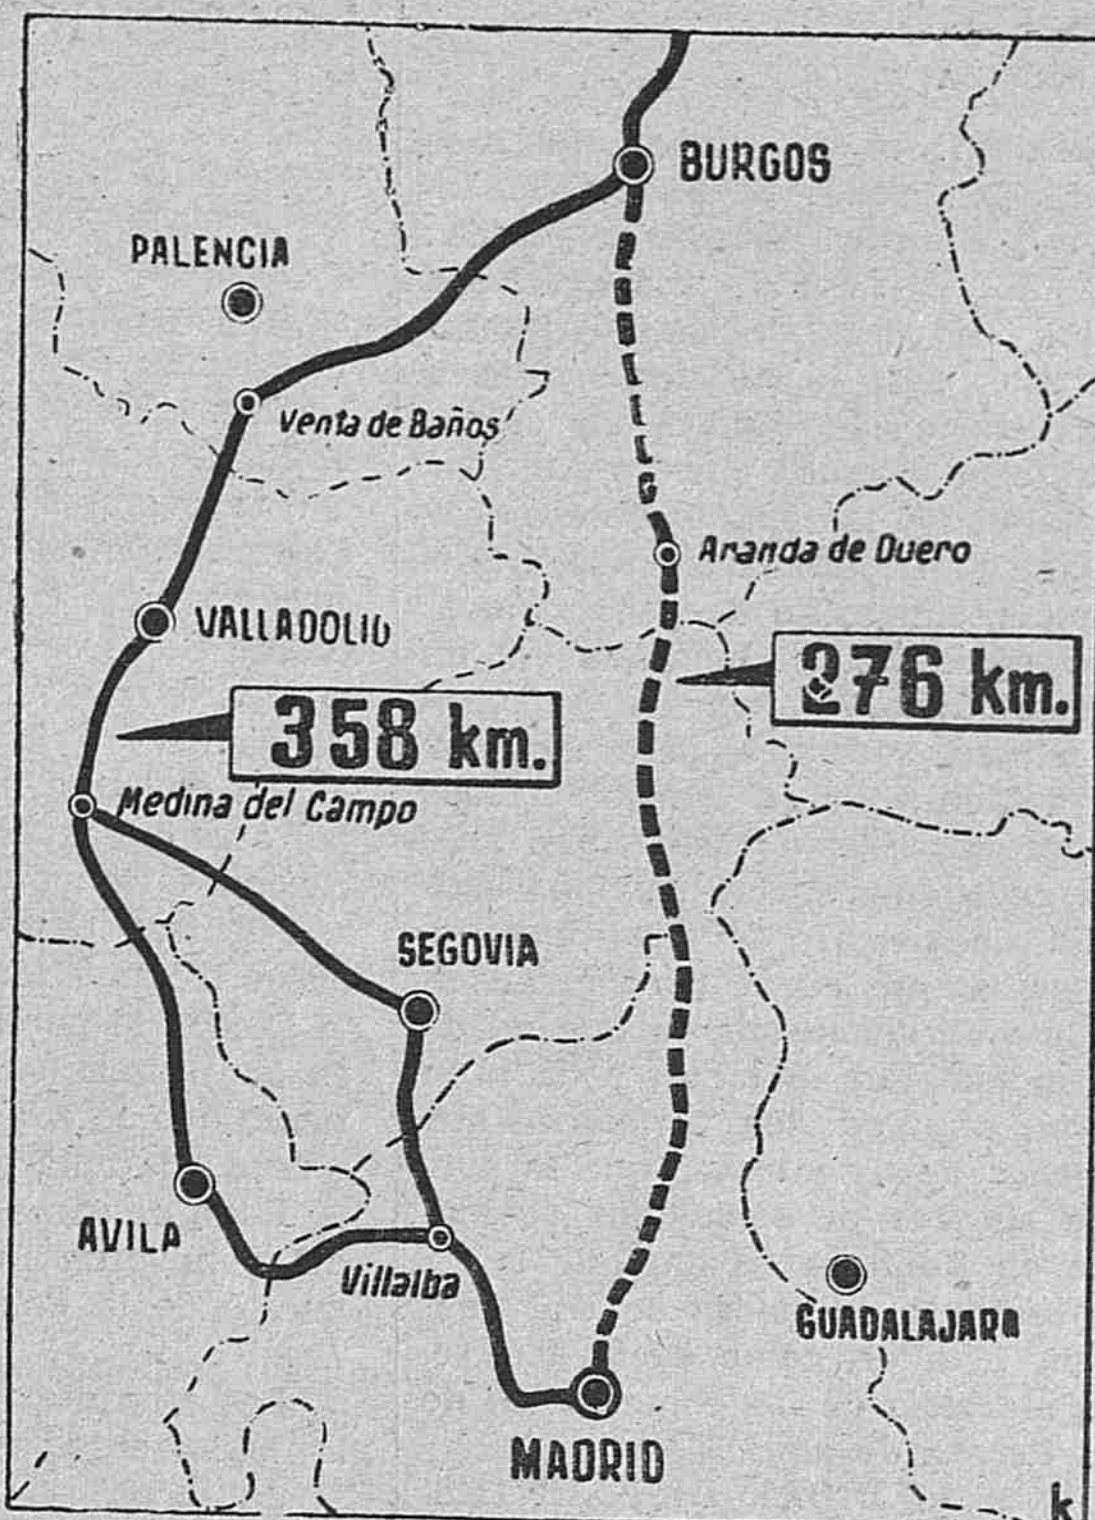 BURGOS
PALENCIA
Venta de Baños
Aranda de Duero
VALLADOLID
276 km.
358 km.
Medina del Campo
SEGOVIA
AVILA
Villalba
GUADALAJARA
MADRID
k